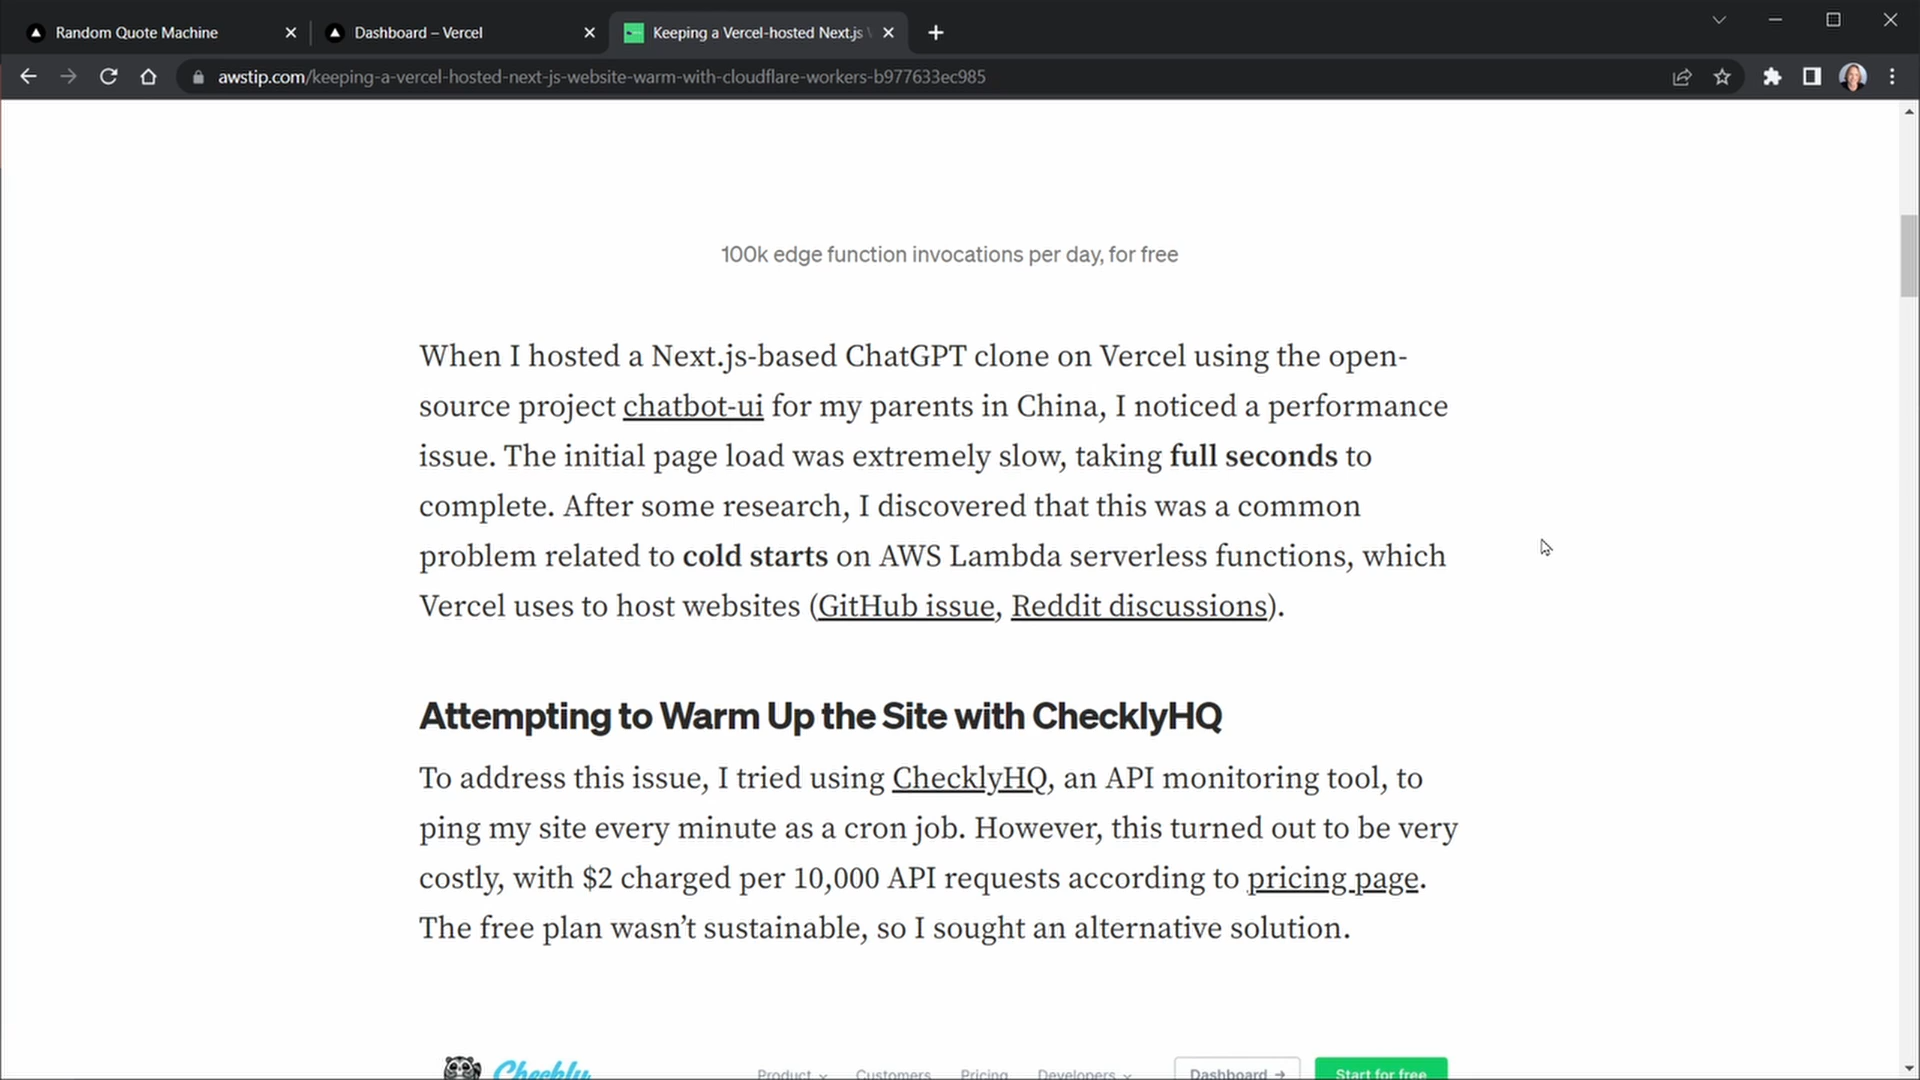 Random Quote Machine
Dashboard – Vercel
Keeping a Vercel-hosted Next.js
awstip.com/keeping-a-vercel-hosted-next-js-website-warm-with-cloudflare-workers-b977633ec985
100k edge function invocations per day, for free
When I hosted a Next.js-based ChatGPT clone on Vercel using the open-
source project chatbot-ui for my parents in China, I noticed a performance
issue. The initial page load was extremely slow, taking full seconds to
complete. After some research, I discovered that this was a common
problem related to cold starts on AWS Lambda serverless functions, which
Vercel uses to host websites (GitHub issue, Reddit discussions).
Attempting to Warm Up the Site with ChecklyHQ
To address this issue, I tried using ChecklyHQ, an API monitoring tool, to
ping my site every minute as a cron job. However, this turned out to be very
costly, with $2 charged per 10,000 API requests according to pricing page.
The free plan wasn’t sustainable, so I sought an alternative solution.
Checkly Product Customers Pricing Developers Dashboard → Start for free